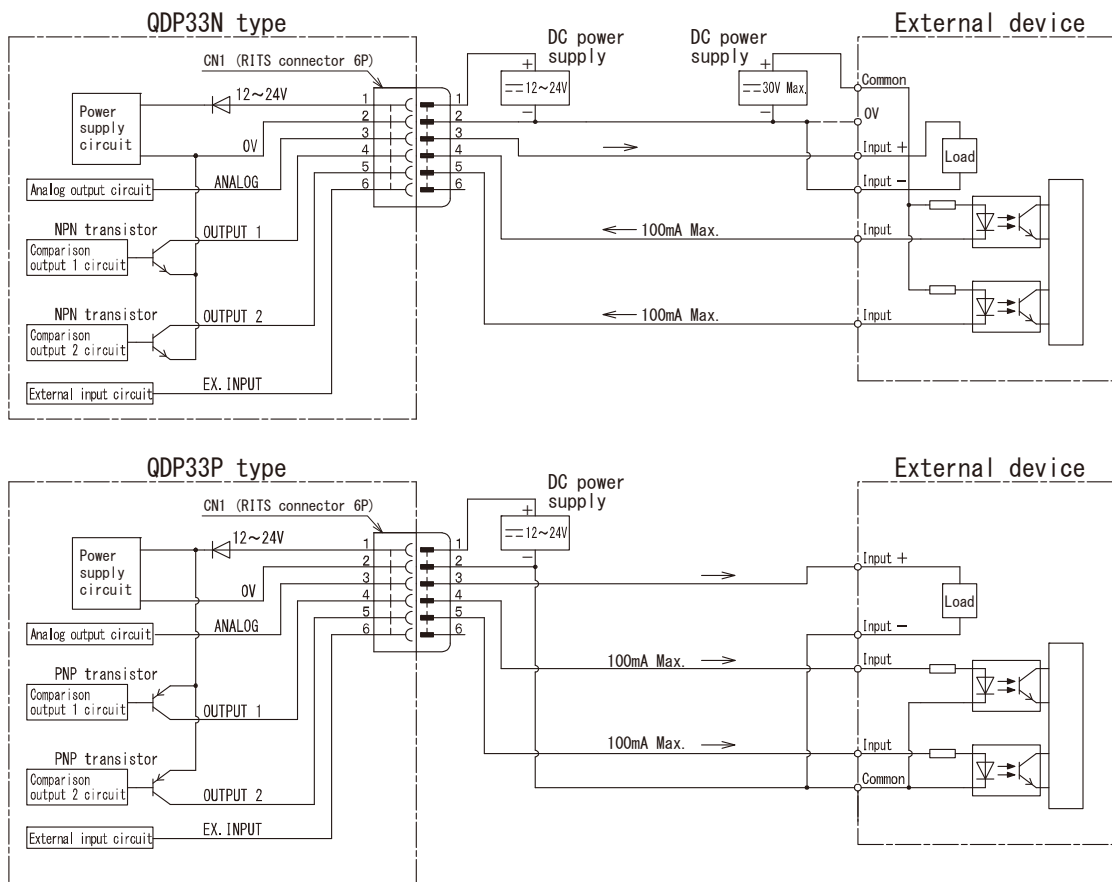 QDP33N type
External device
CN1 (RITS connector 6P)
DC power
supply
DC power
supply
Power
supply
circuit
12～24V
0V
1
2
3
4
5
6
1
2
3
4
5
6
+
12～24V
−
+
30V Max.
−
Common
0V
Input +
Load
Input −
Analog output circuit
ANALOG
NPN transistor
OUTPUT 1
Comparison
output 1 circuit
100mA Max.
Input
NPN transistor
OUTPUT 2
Comparison
output 2 circuit
100mA Max.
Input
External input circuit
EX. INPUT
QDP33P type
External device
CN1 (RITS connector 6P)
DC power
supply
Power
supply
circuit
12～24V
0V
1
2
3
4
5
6
1
2
3
4
5
6
+
12～24V
−
Input +
Load
Input −
Analog output circuit
ANALOG
100mA Max.
Input
PNP transistor
Comparison
output 1 circuit
OUTPUT 1
100mA Max.
Input
PNP transistor
Comparison
output 2 circuit
OUTPUT 2
Common
External input circuit
EX. INPUT